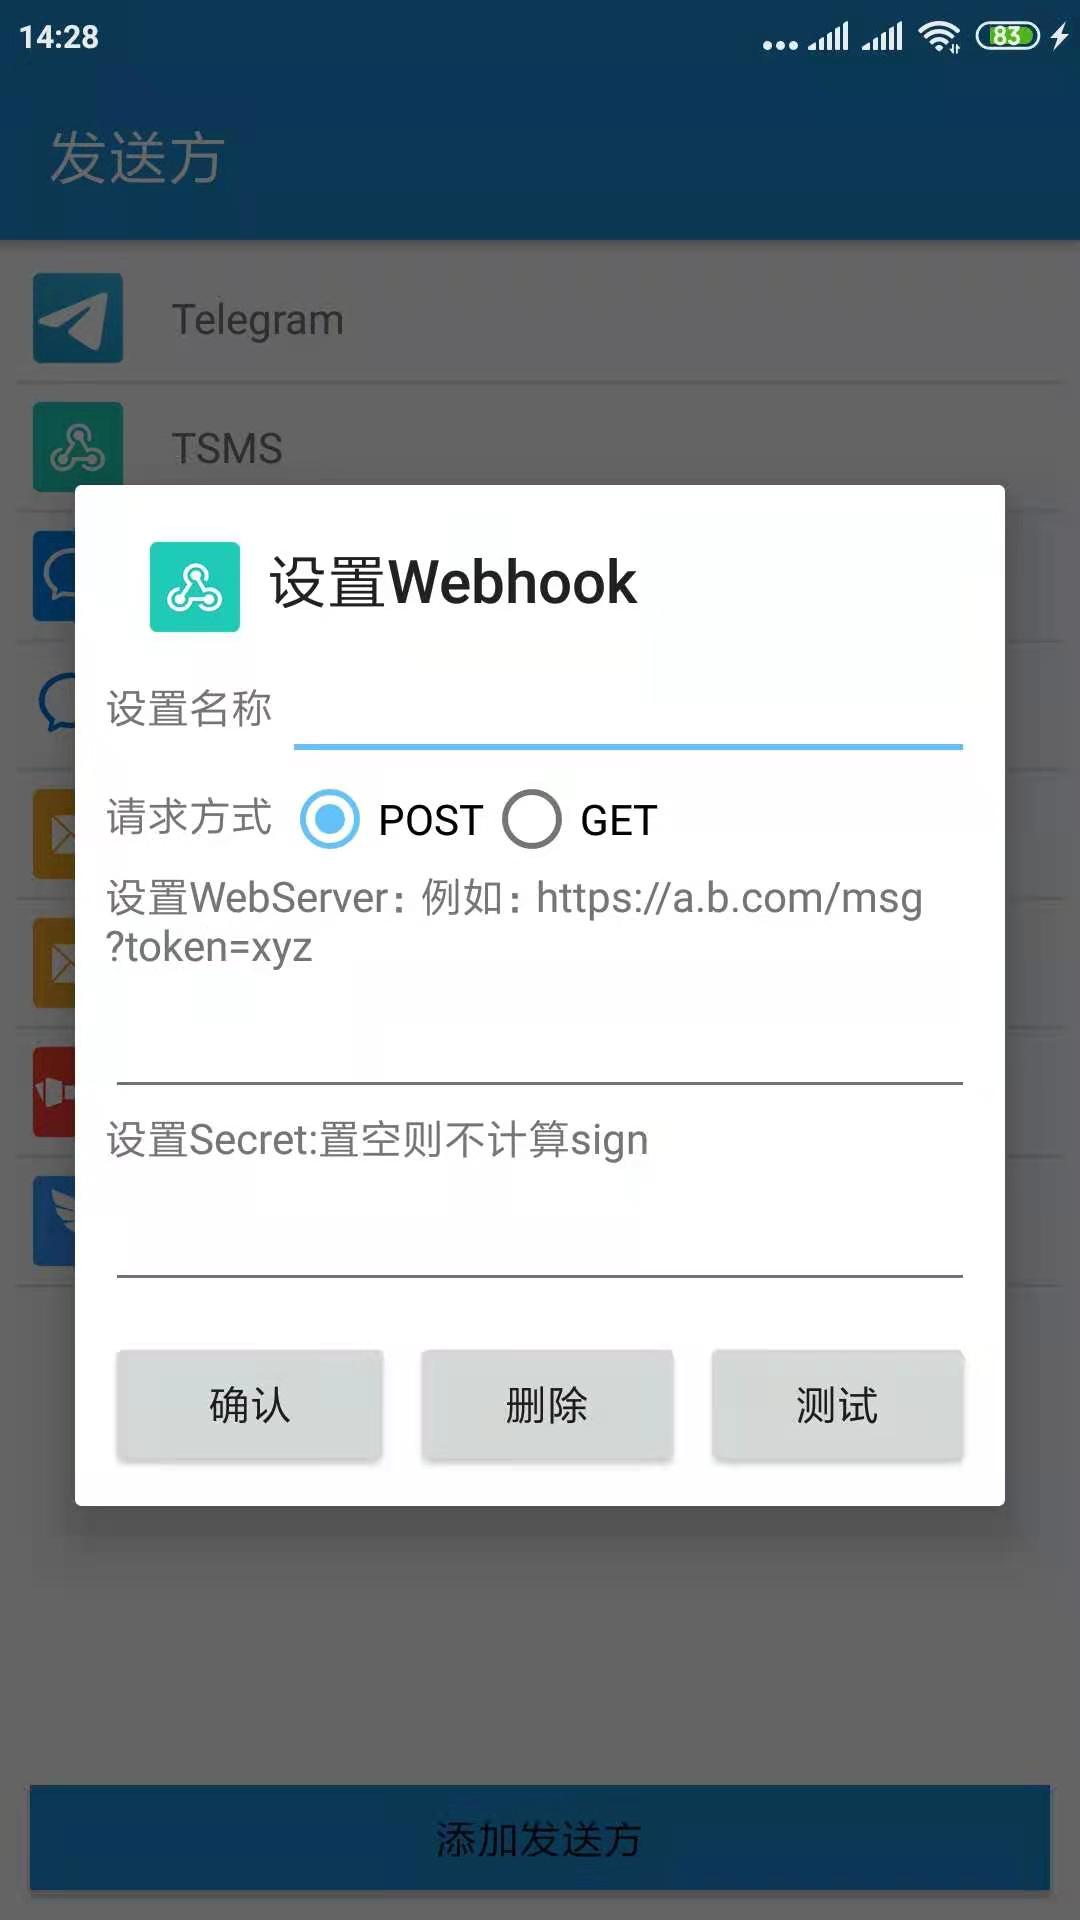 14:28
83
发送方
Telegram
TSMS
设置Webhook
设置名称
请求方式 POST GET
设置WebServer：例如：https://a.b.com/msg
?token=xyz
设置Secret:置空则不计算sign
确认 删除 测试
添加发送方